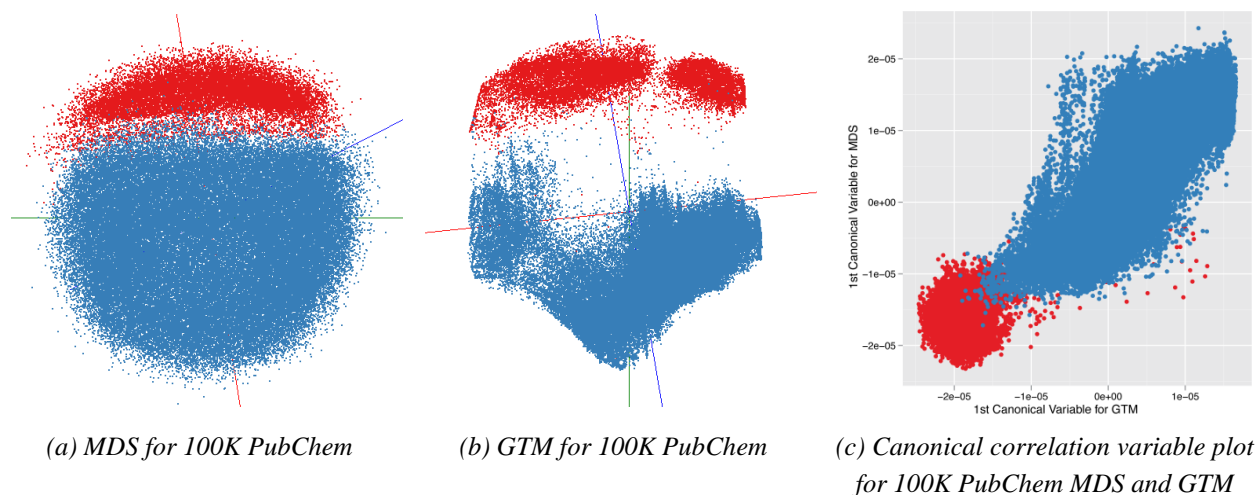 2e−05
1e−05
0e+00
−1e−05
−2e−05
1st Canonical Variable for MDS
−2e−05 −1e−05 0e+00 1e−05
1st Canonical Variable for GTM
(a) MDS for 100K PubChem
(b) GTM for 100K PubChem
(c) Canonical correlation variable plot
for 100K PubChem MDS and GTM